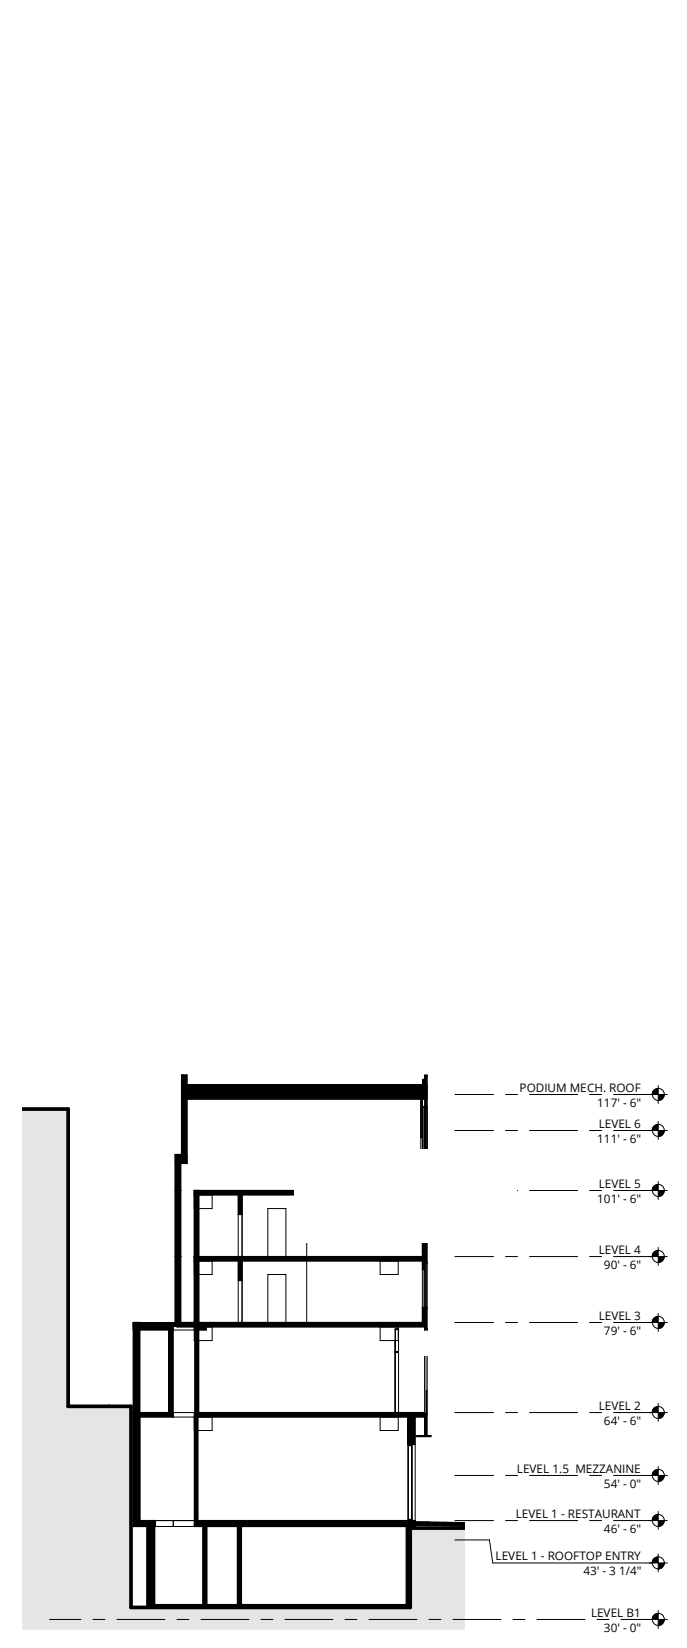 PODIUM MECH. ROOF
117' - 6"
LEVEL 6
111' - 6"
LEVEL 5
101' - 6"
LEVEL 4
90' - 6"
LEVEL 3
79' - 6"
LEVEL 2
64' - 6"
LEVEL 1.5 MEZZANINE
54' - 0"
LEVEL 1 - RESTAURANT
46' - 6"
LEVEL 1 - ROOFTOP ENTRY
43' - 3 1/4"
LEVEL B1
30' - 0"